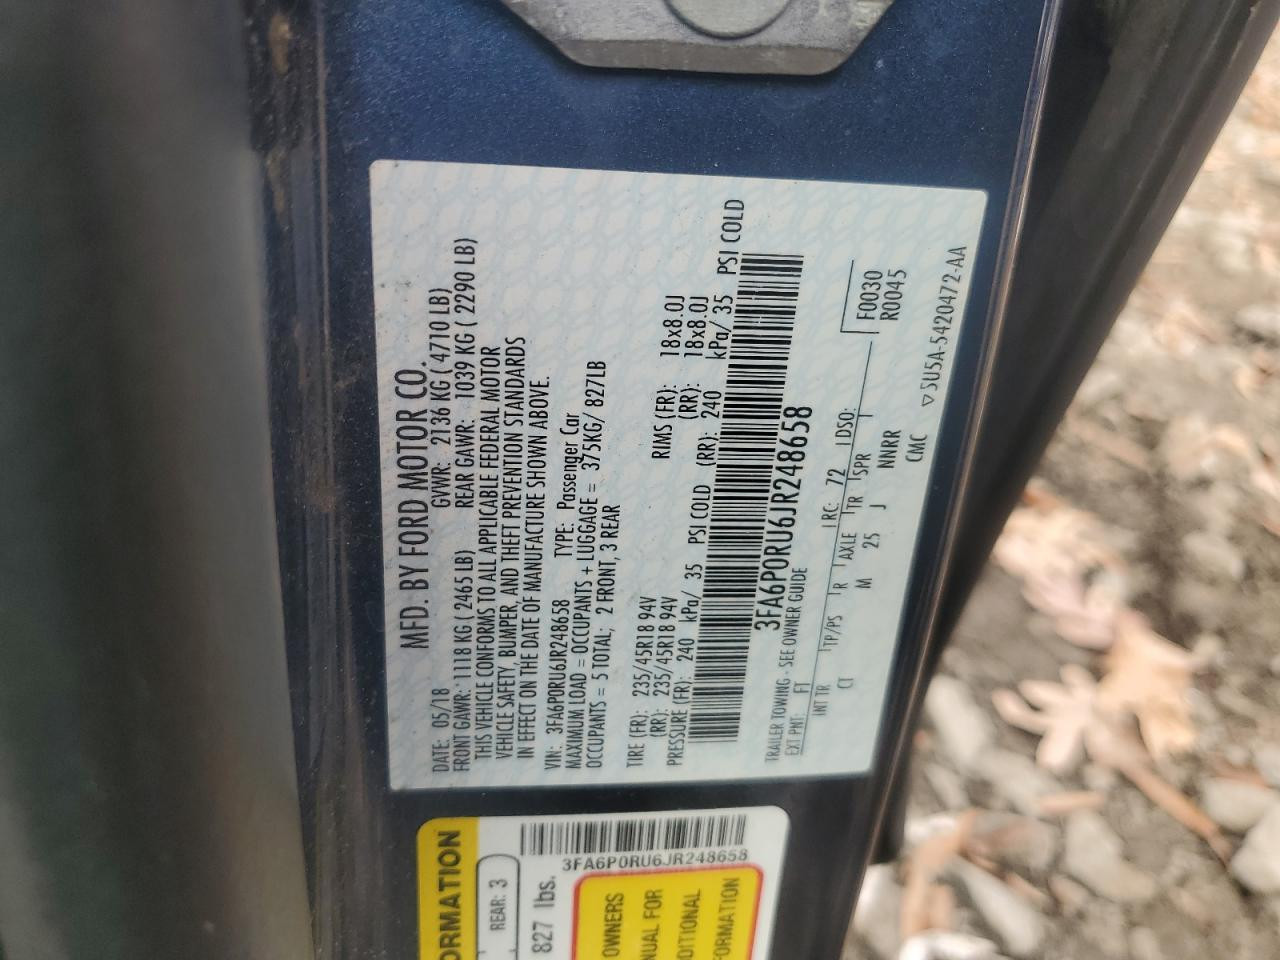 MFD. BY FORD MOTOR CO.
DATE: 05/18 GVWR: 2136 KG ( 4710 LB)
FRONT GAWR: 1118 KG ( 2465 LB) REAR GAWR: 1039 KG ( 2290 LB)
THIS VEHICLE CONFORMS TO ALL APPLICABLE FEDERAL MOTOR
VEHICLE SAFETY, BUMPER, AND THEFT PREVENTION STANDARDS
IN EFFECT ON THE DATE OF MANUFACTURE SHOWN ABOVE.
VIN: 3FA6P0RU6JR248658 TYPE: Passenger Car
MAXIMUM LOAD = OCCUPANTS + LUGGAGE = 375KG/ 827LB
OCCUPANTS = 5 TOTAL; 2 FRONT, 3 REAR
TIRE (FR): 235/45R18 94V RIMS (FR): 18x8.0J
(RR): 235/45R18 94V (RR): 18x8.0J
PRESSURE (FR): 240 kPa/ 35 PSI COLD (RR): 240 kPa/ 35 PSI COLD
3FA6P0RU6JR248658
TRAILER TOWING - SEE OWNER GUIDE
EXT PNT: FT RC: 72 DSO: F0030
R0045
INT TR TP/PS R AXLE TR SPR
CT M 25 J NNRR
CMC
▽5U5A-5420472-AA
ORMATION
REAR: 3
827 lbs.
3FA6P0RU6JR248658
OWNERS
NUAL FOR
DITIONAL
FORMATION